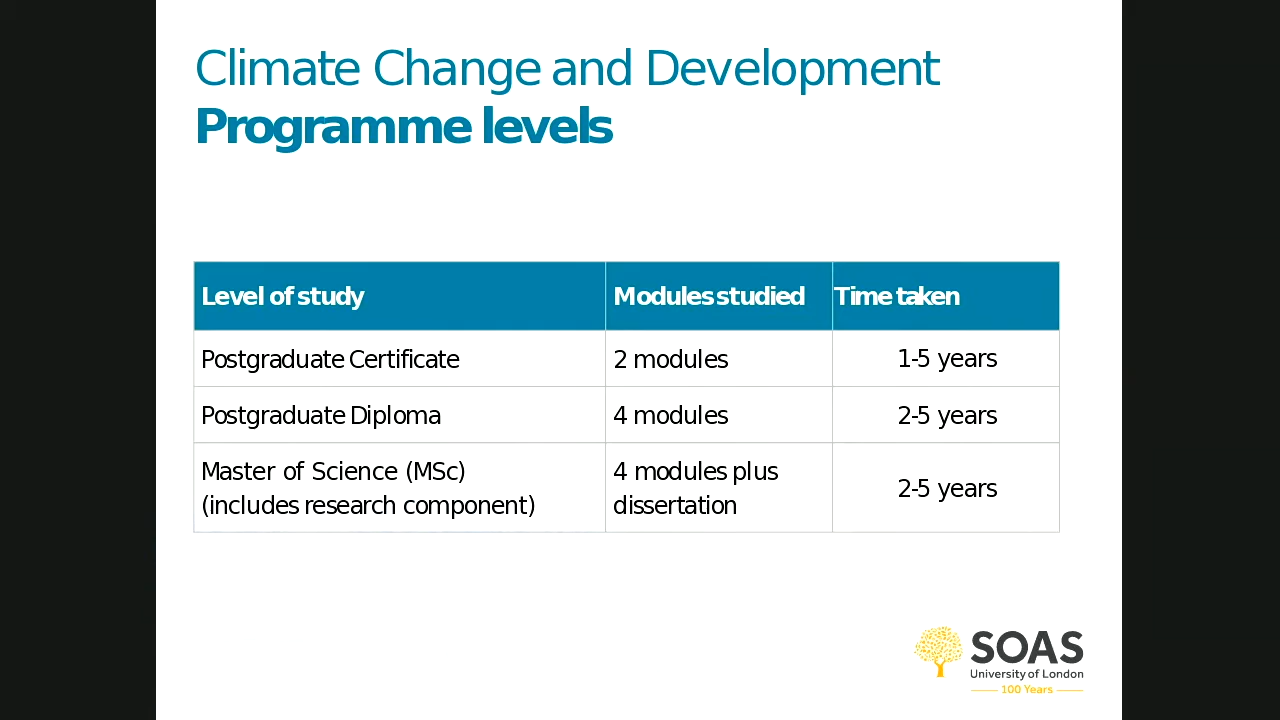 Climate Change and Development
Programme levels
Level of study
Modules studied
Time taken
Postgraduate Certificate
2 modules
1-5 years
Postgraduate Diploma
4 modules
2-5 years
Master of Science (MSc)
(includes research component)
4 modules plus
dissertation
2-5 years
SOAS
University of London
100 Years